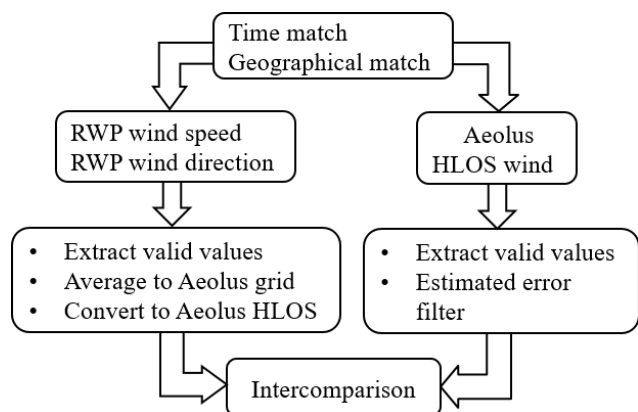 Time match
Geographical match
RWP wind speed
RWP wind direction
Aeolus
HLOS wind
• Extract valid values
• Average to Aeolus grid
• Convert to Aeolus HLOS
• Extract valid values
• Estimated error
filter
Intercomparison